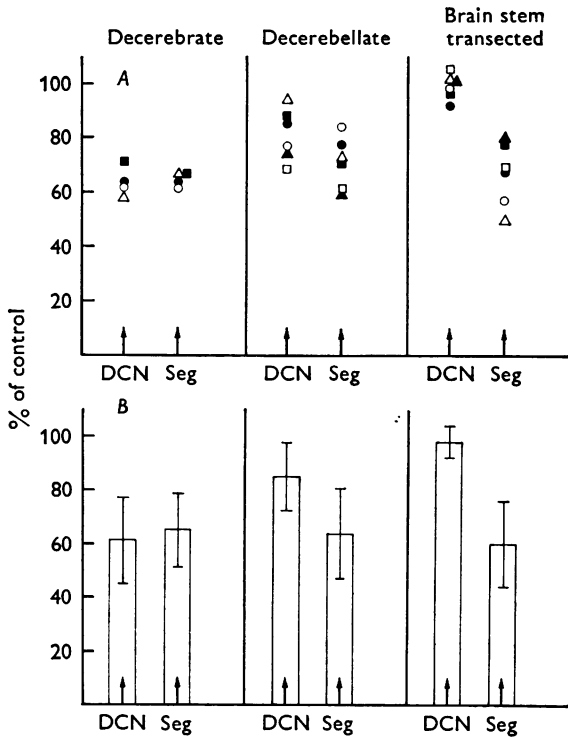 Decerebrate Decerebellate Brain stem transected
A
100
80
60
40
20
DCN Seg DCN Seg DCN Seg
% of control
B
100
80
60
40
20
DCN Seg DCN Seg DCN Seg